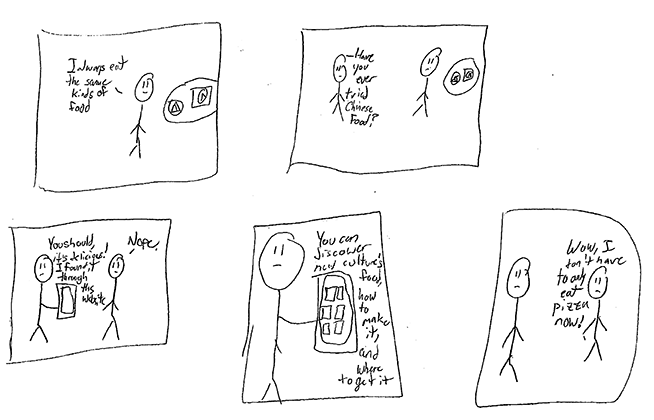 I always eat
the same
kinds of
food
Have
you
ever
tried
Chinese
Food?
You should,
it's delicious!
I found it
through
this
website
Nope.
You can
discover
new culture's
food,
how
to
make
it,
and
where
to get it
Wow, I
don't have
to only
eat
pizza
now!